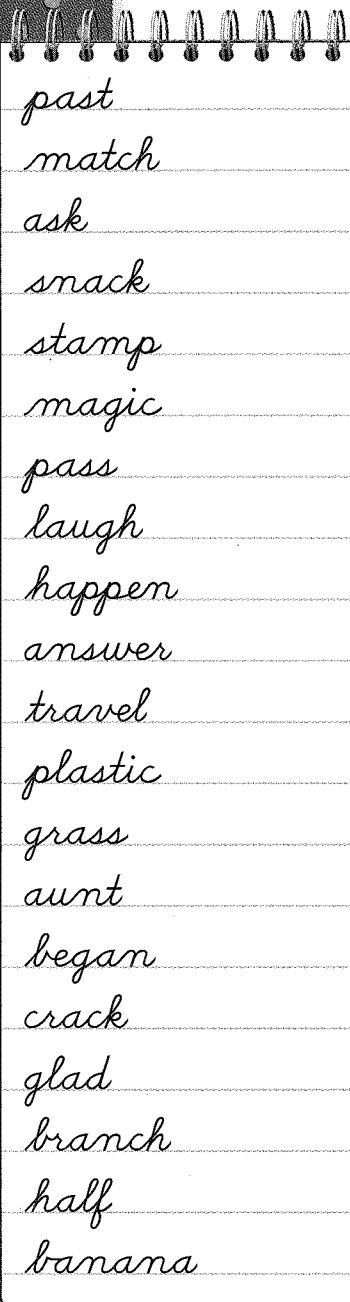 past
match
ask
snack
stamp
magic
pass
laugh
happen
answer
travel
plastic
grass
aunt
began
crack
glad
branch
half
banana